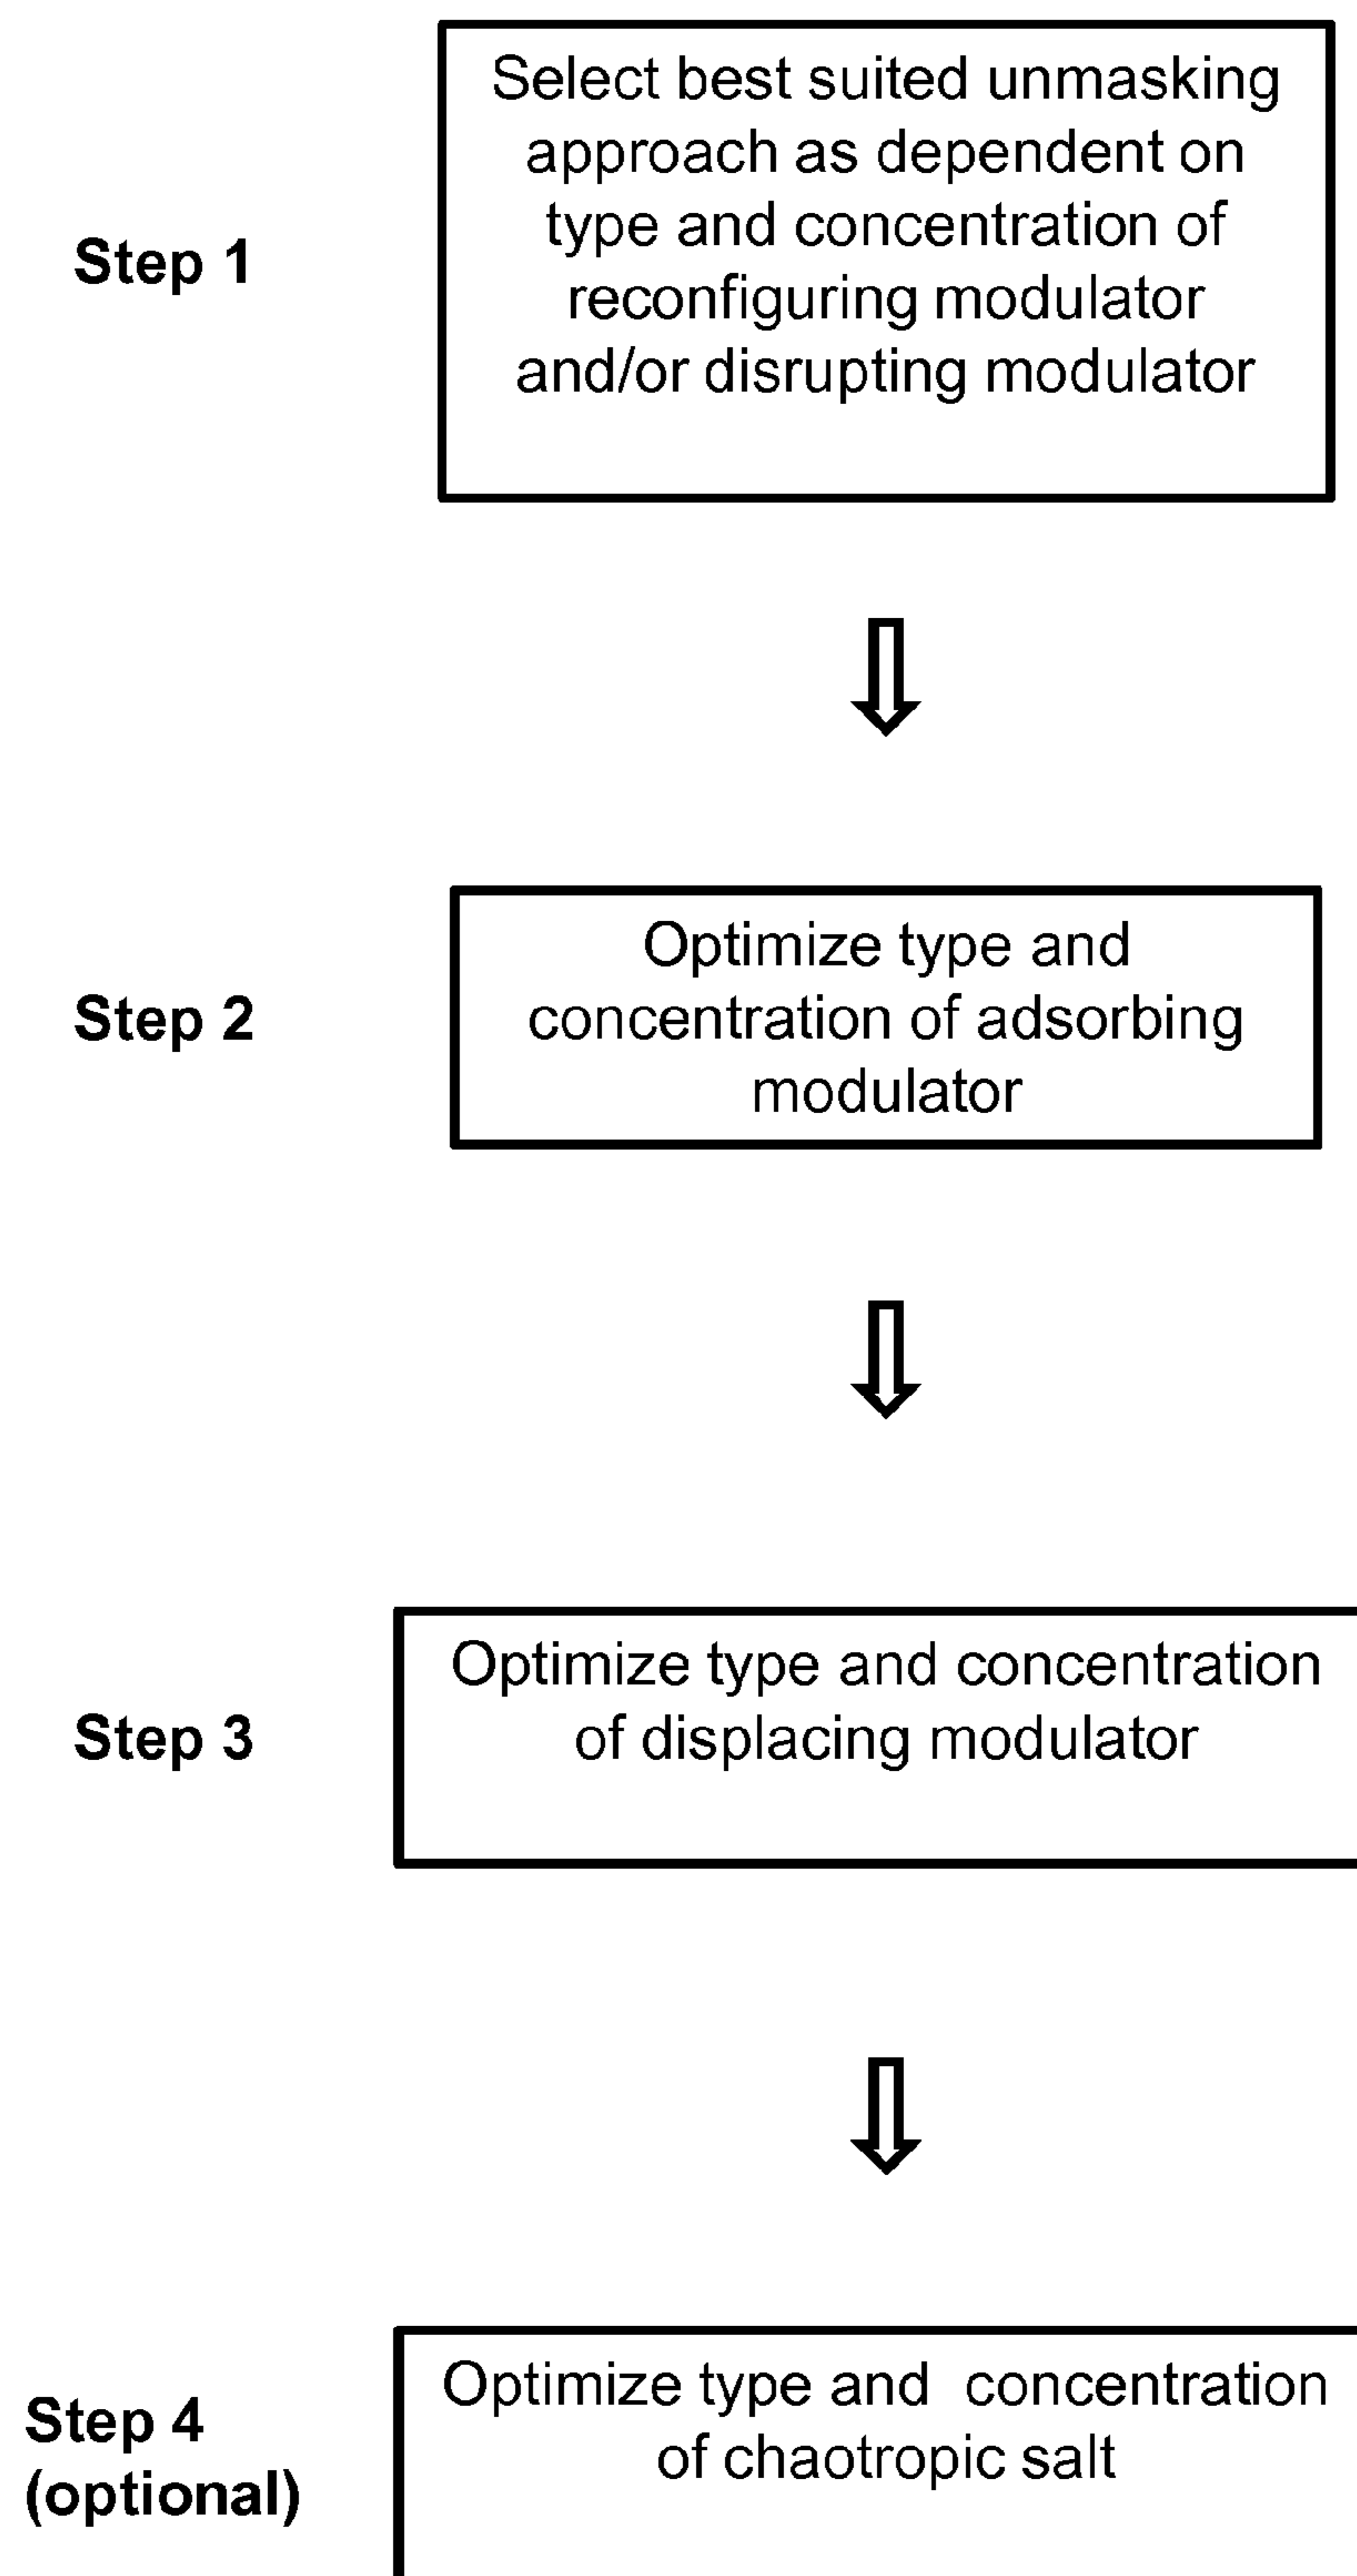 Select best suited unmasking
approach as dependent on
Step 1
type and concentration of
reconfiguring modulator
and/or disrupting modulator
Step 2
Optimize type and
concentration of adsorbing
modulator
Step 3
Optimize type and concentration
of displacing modulator
Step 4
(optional)
Optimize type and concentration
of chaotropic salt